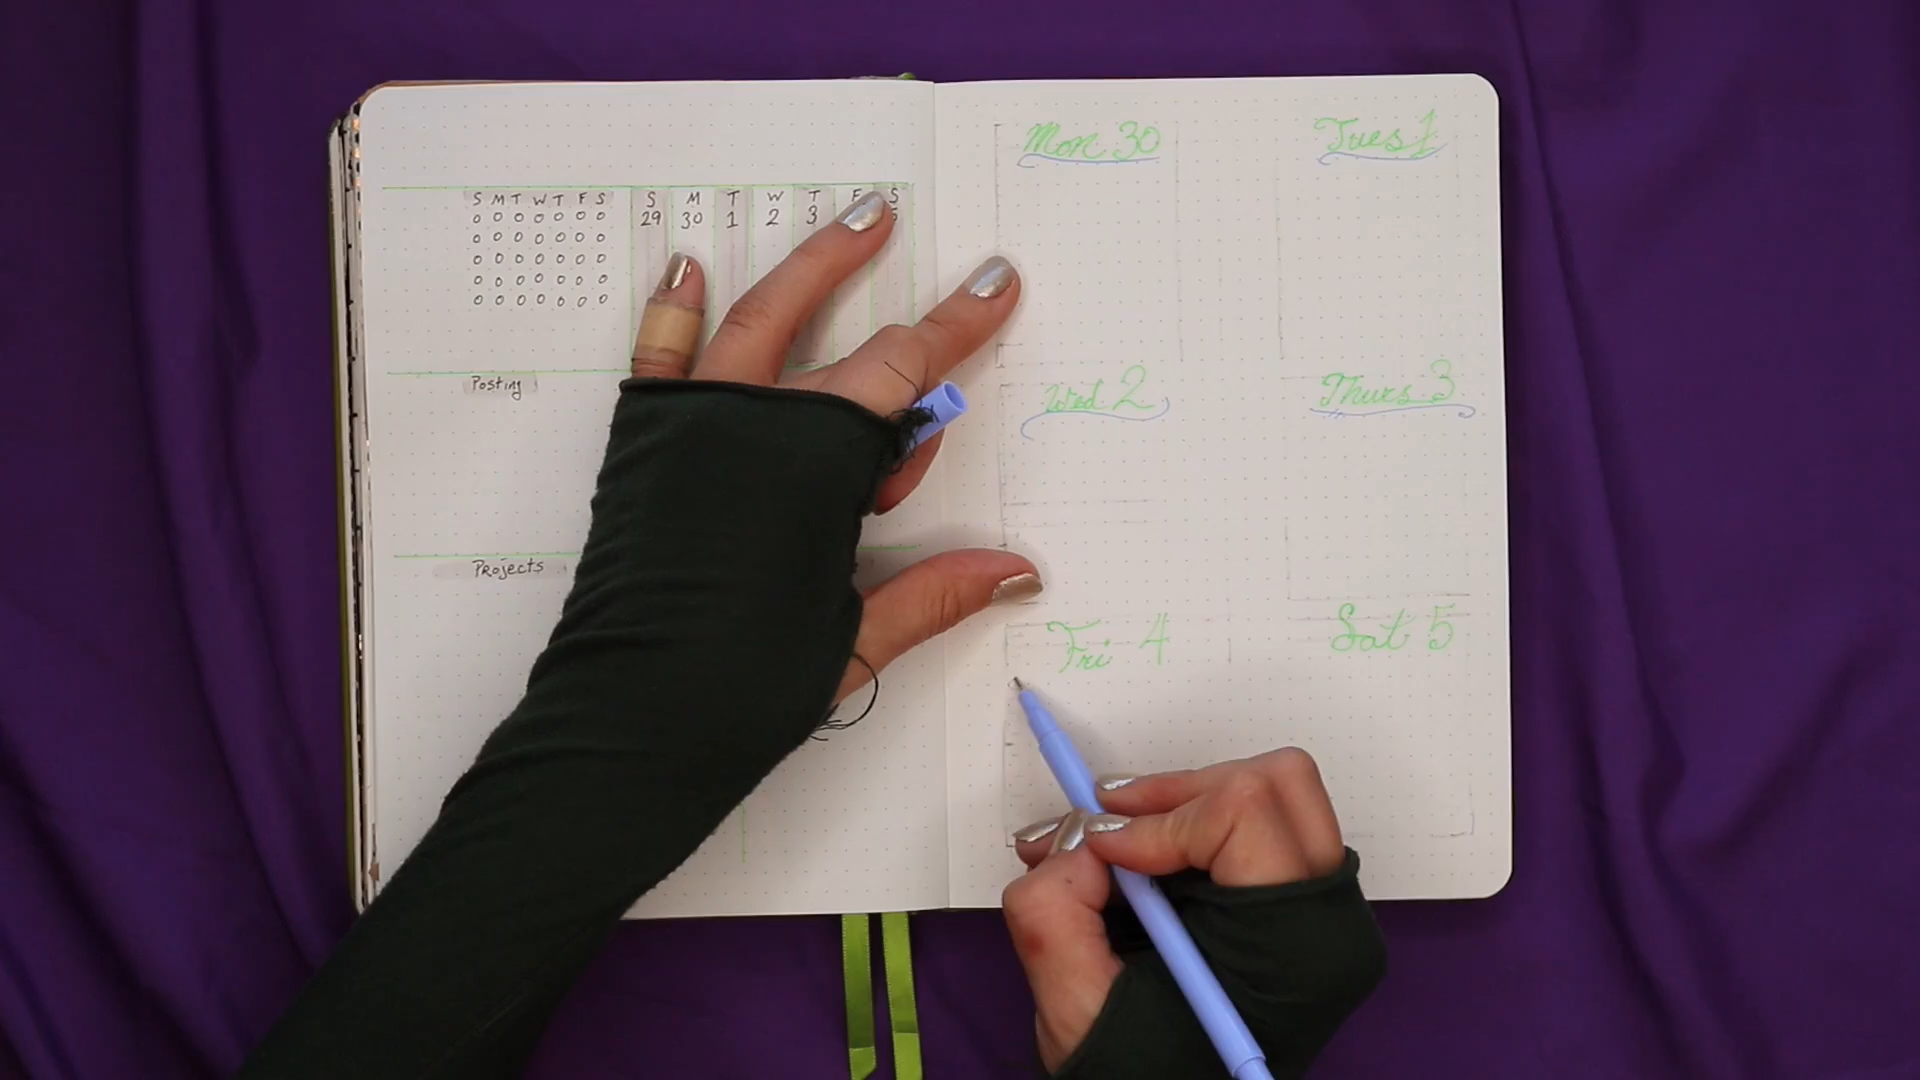 S M T W T F S
o o o o o o o
o o o o o o o
o o o o o o o
o o o o o o o
o o o o o o o
S M T W T F S
29 30 1 2 3
Posting
Projects
Mon 30
Tues 1
Wed 2
Thurs 3
Fri 4
Sat 5